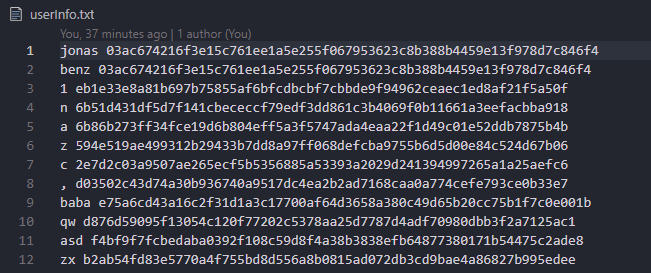 userInfo.txt
You, 37 minutes ago | 1 author (You)
1 jonas 03ac674216f3e15c761ee1a5e255f067953623c8b388b4459e13f978d7c846f4
2 benz 03ac674216f3e15c761ee1a5e255f067953623c8b388b4459e13f978d7c846f4
3 1 eb1e33e8a81b697b75855af6bfcdbcbf7cbbde9f94962ceaec1ed8af21f5a50f
4 n 6b51d431df5d7f141cbececcf79edf3dd861c3b4069f0b11661a3eefacbba918
5 a 6b86b273ff34fce19d6b804eff5a3f5747ada4eaa22f1d49c01e52ddb7875b4b
6 z 594e519ae499312b29433b7dd8a97ff068defcba9755b6d5d00e84c524d67b06
7 c 2e7d2c03a9507ae265ecf5b5356885a53393a2029d241394997265a1a25aefc6
8 , d03502c43d74a30b936740a9517dc4ea2b2ad7168caa0a774cefe793ce0b33e7
9 baba e75a6cd43a16c2f31d1a3c17700af64d3658a380c49d65b20cc75b1f7c0e001b
10 qw d876d59095f13054c120f77202c5378aa25d7787d4adf70980dbb3f2a7125ac1
11 asd f4bf9f7fcbedaba0392f108c59d8f4a38b3838efb64877380171b54475c2ade8
12 zx b2ab54fd83e5770a4f755bd8d556a8b0815ad072db3cd9bae4a86827b995edee